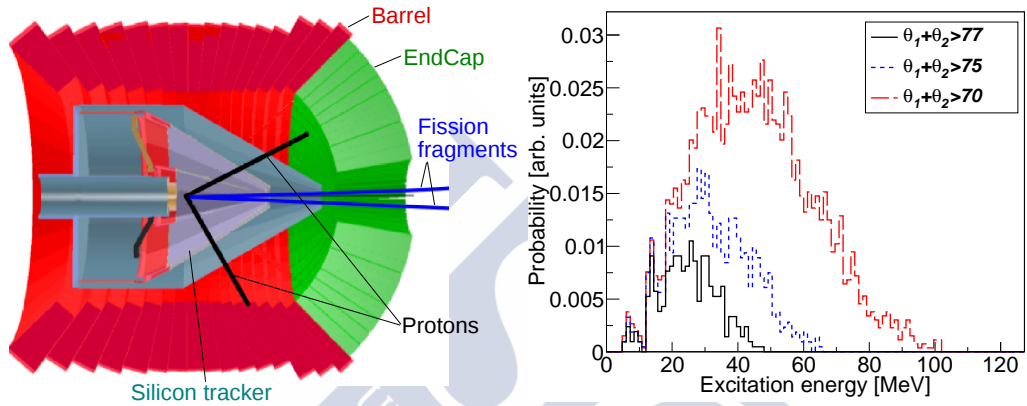 Barrel
EndCap
Fission
fragments
Protons
Silicon tracker
Probability [arb. units]
0.03
0.025
0.02
0.015
0.01
0.005
0
0 20 40 60 80 100 120
Excitation energy [MeV]
θ1+θ2>77
θ1+θ2>75
θ1+θ2>70